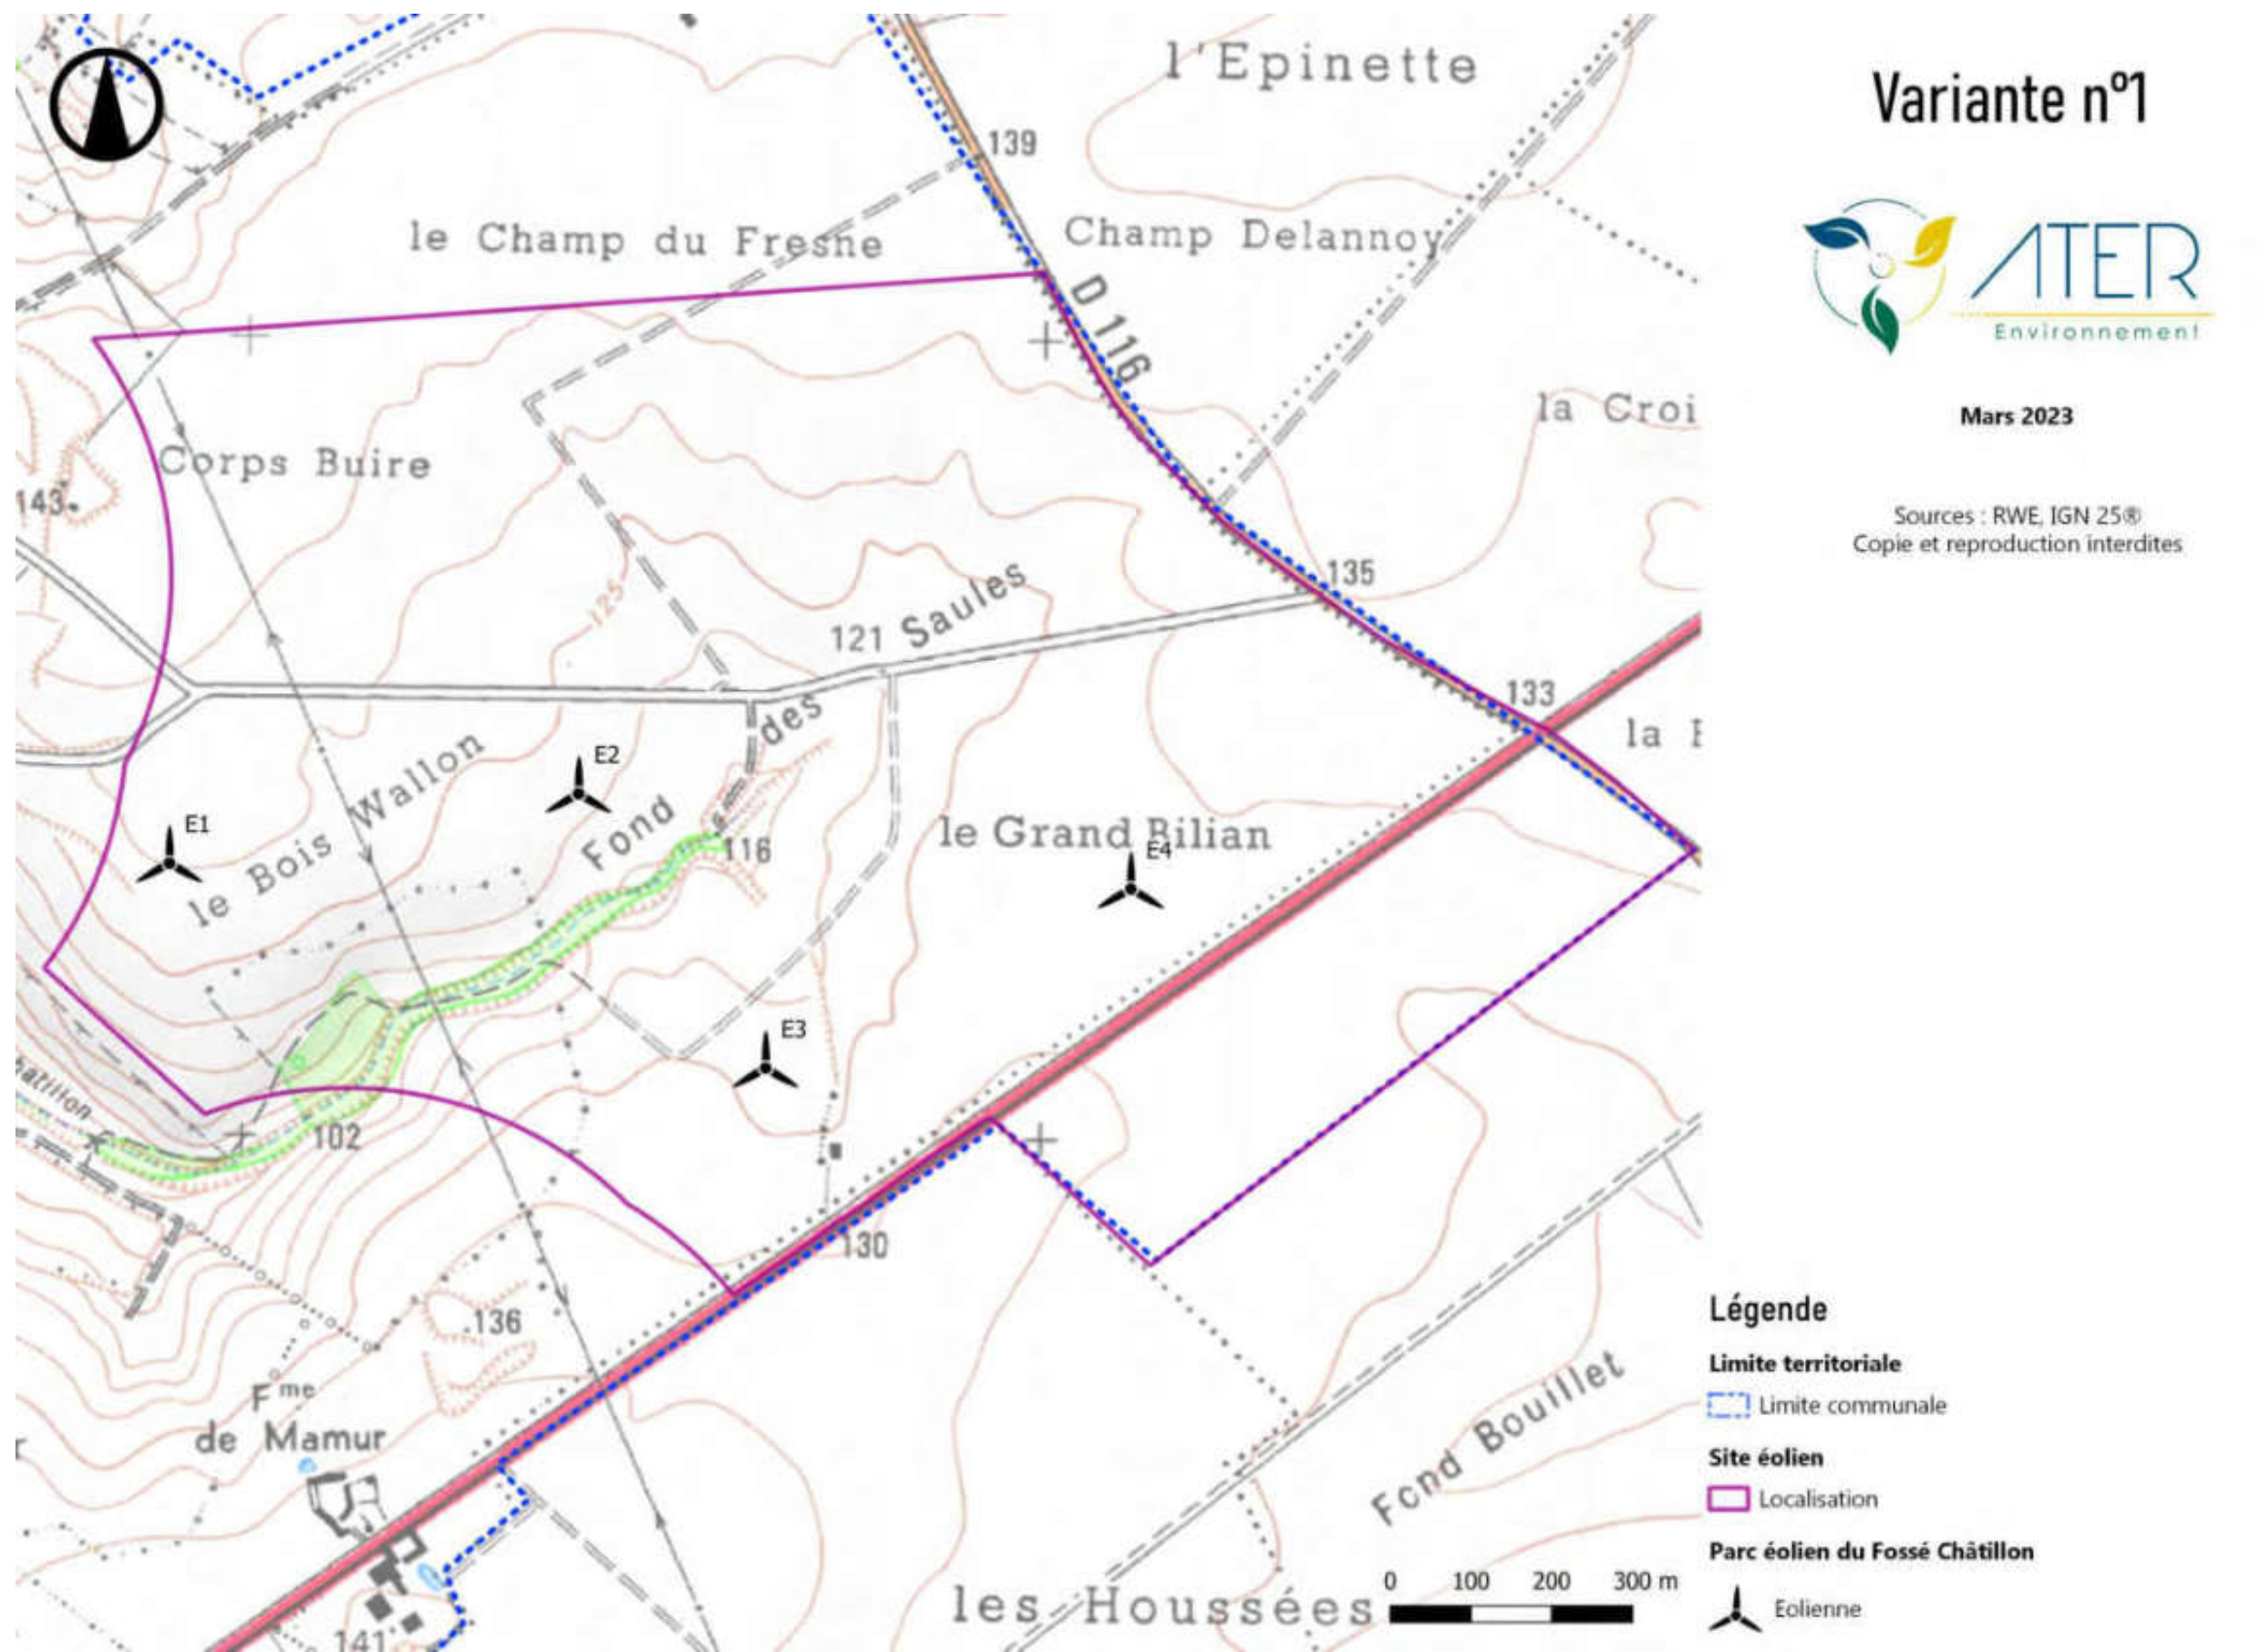 l'Epinette
139
le Champ du Fresne
Champ Delannoy
D 116
la Croi
Corps Buire
143
125
135
121
Saules
des
Fond
133
la
le Bois Wallon
E2
E1
116
le Grand Bilian
E4
E3
hâtillon
102
130
136
Fme
de Mamur
Fond Bouillet
les Houssées
141
Variante nº1
ATER
Environnement
Mars 2023
Sources : RWE, IGN 25®
Copie et reproduction interdites
Légende
Limite territoriale
Limite communale
Site éolien
Localisation
Parc éolien du Fossé Châtillon
Eolienne
0 100 200 300 m